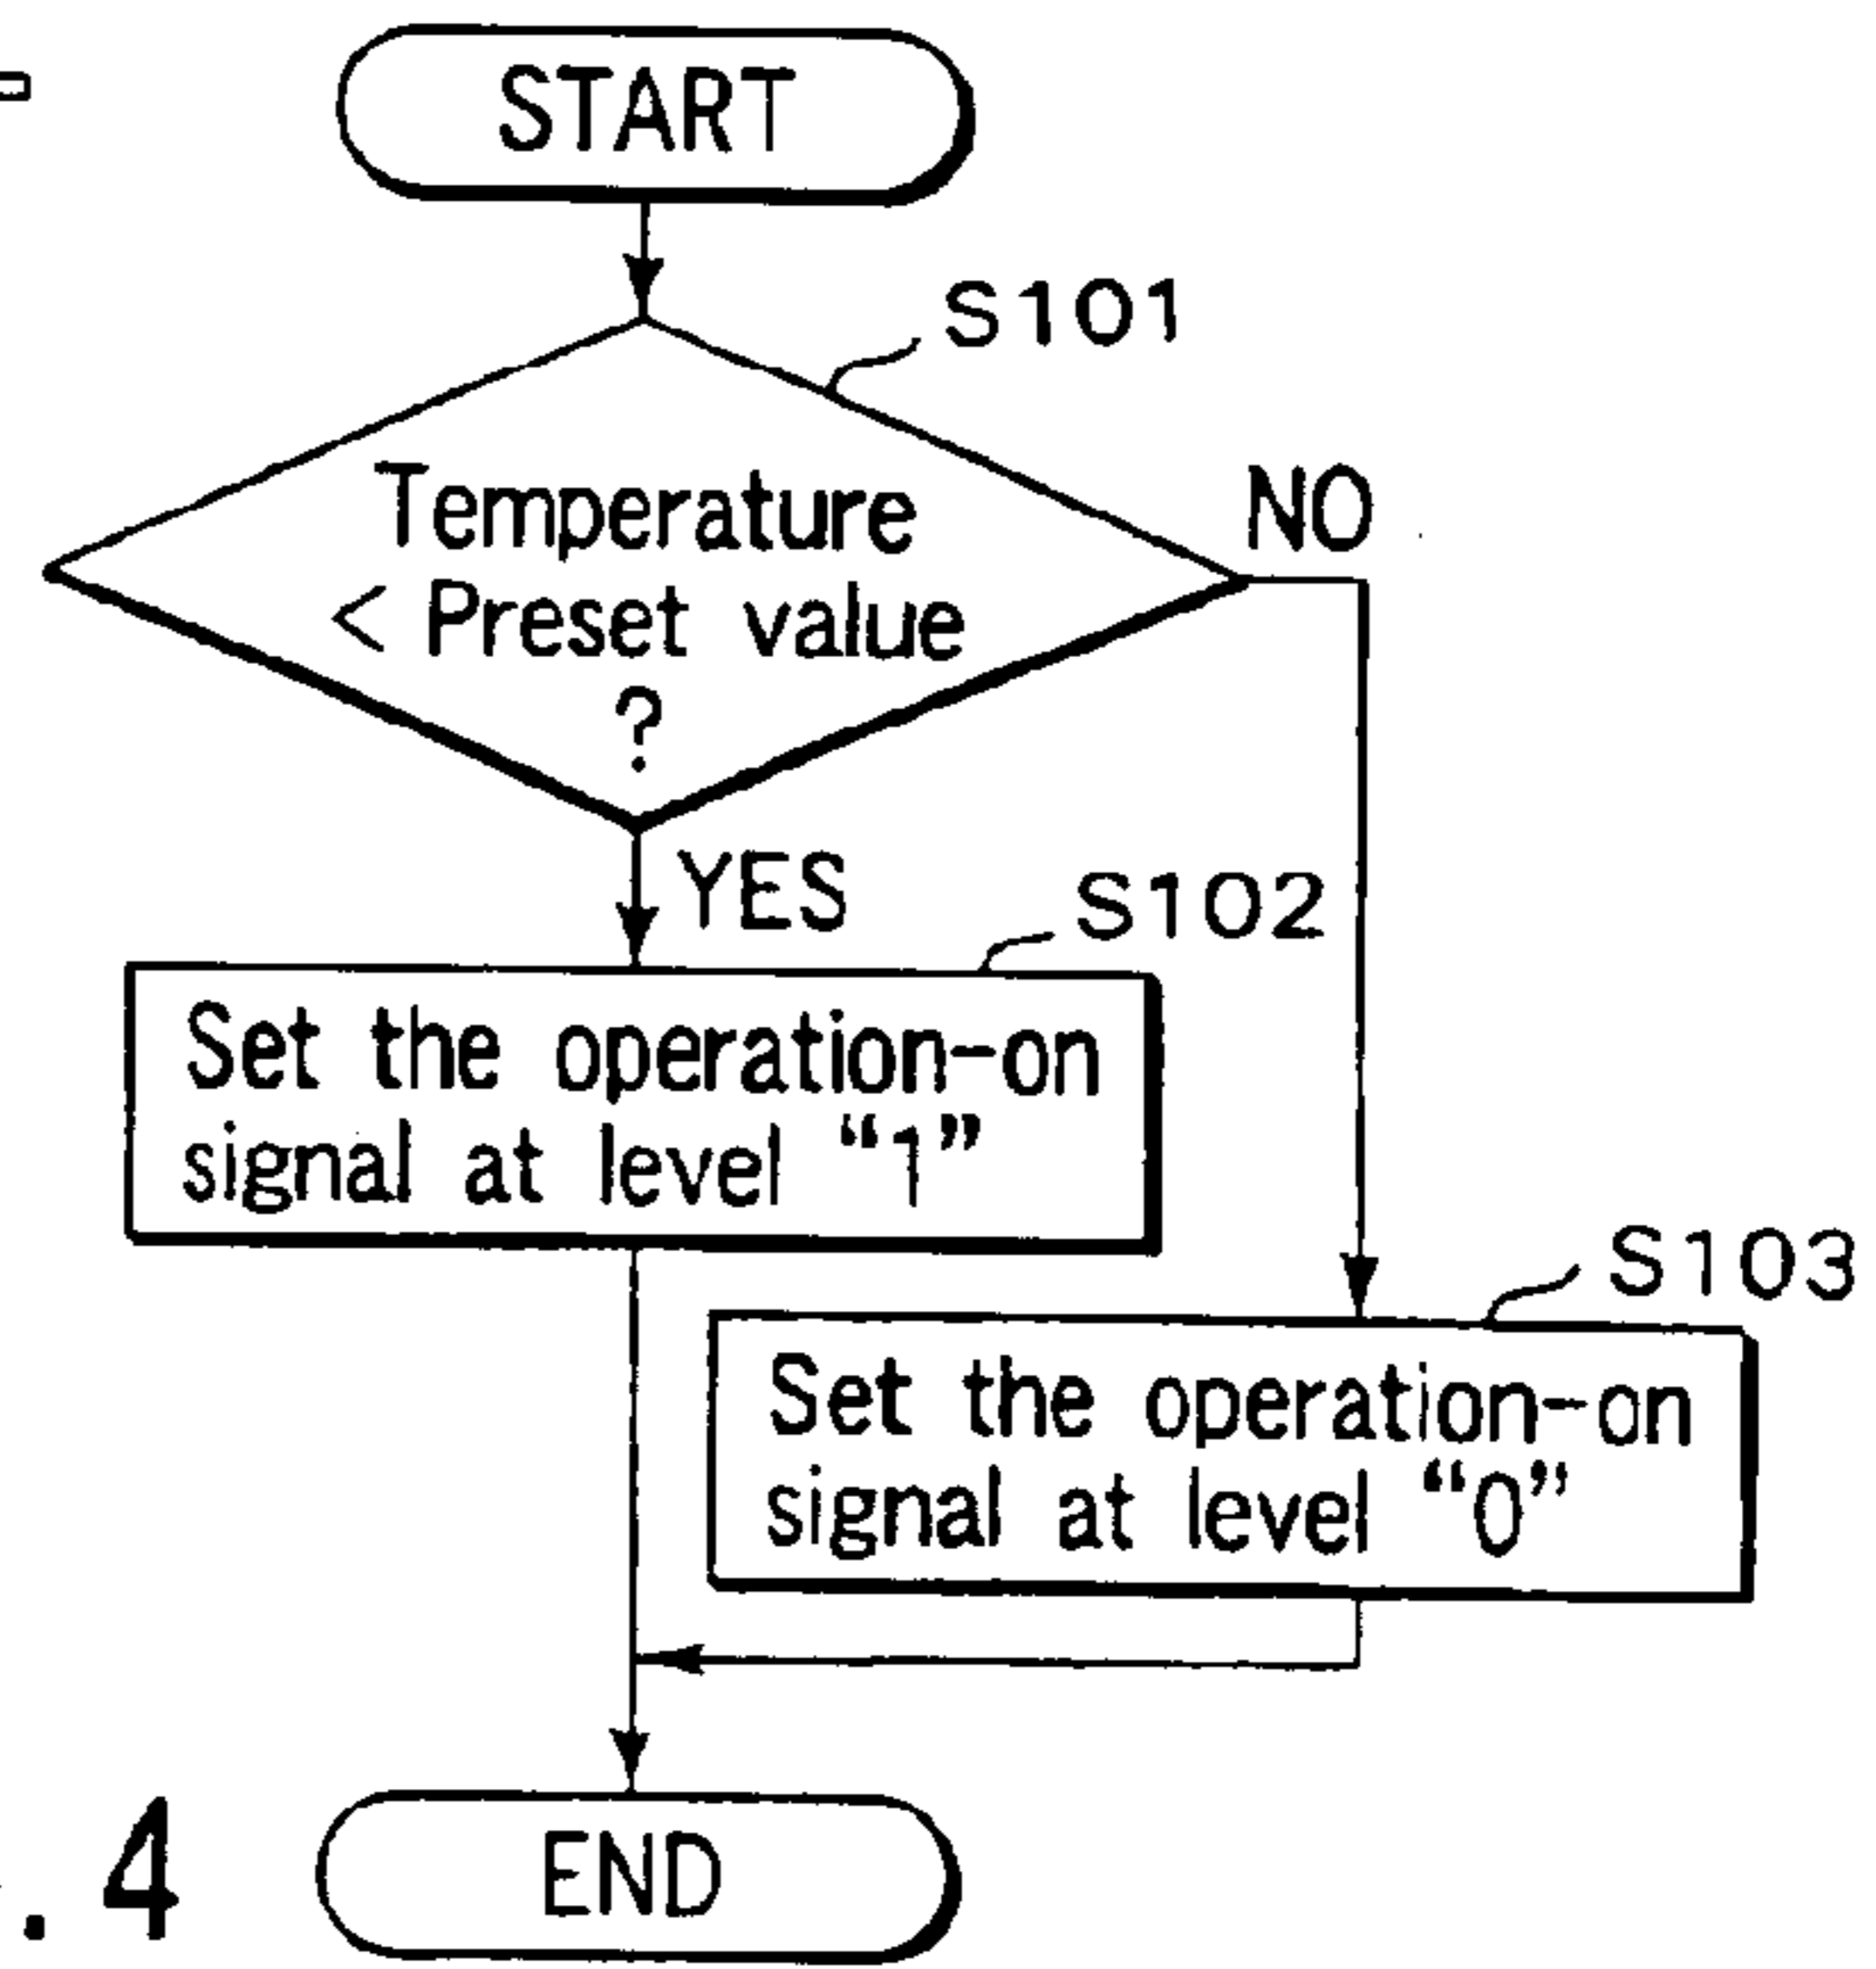 START
S101
Temperature
< Preset value
?
NO
YES
S102
Set the operation-on
signal at level “1”
S103
Set the operation-on
signal at level “0”
.4
END